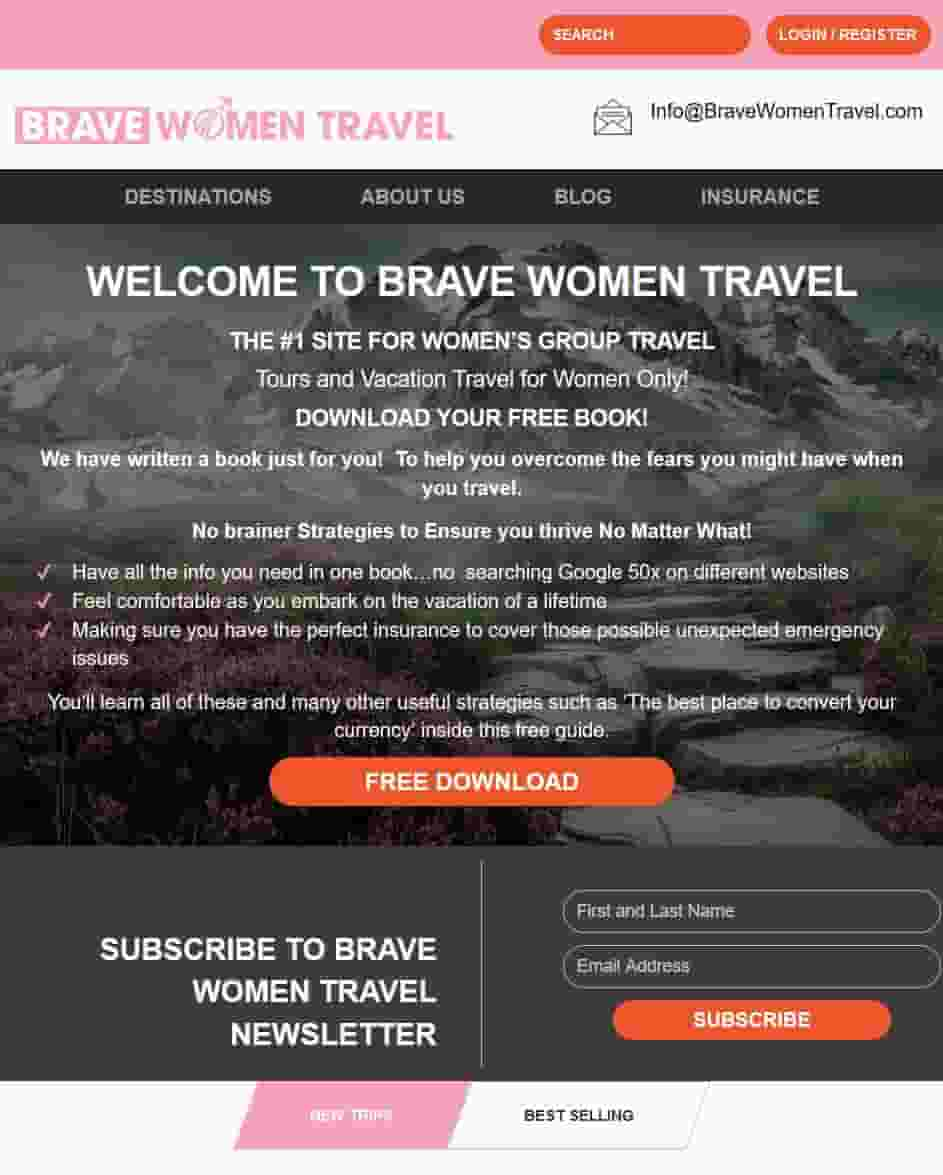 SEARCH
LOGIN / REGISTER
BRAVE WOMEN TRAVEL
Info@BraveWomenTravel.com
DESTINATIONS ABOUT US BLOG INSURANCE
WELCOME TO BRAVE WOMEN TRAVEL
THE #1 SITE FOR WOMEN'S GROUP TRAVEL
Tours and Vacation Travel for Women Only!
DOWNLOAD YOUR FREE BOOK!
We have written a book just for you! To help you overcome the fears you might have when
you travel.
No brainer Strategies to Ensure you thrive No Matter What!
Have all the info you need in one book...no searching Google 50x on different websites
Feel comfortable as you embark on the vacation of a lifetime
Making sure you have the perfect insurance to cover those possible unexpected emergency
issues
You'll learn all of these and many other useful strategies such as 'The best place to convert your
currency' inside this free guide.
FREE DOWNLOAD
SUBSCRIBE TO BRAVE
WOMEN TRAVEL
NEWSLETTER
First and Last Name
Email Address
SUBSCRIBE
NEW TRIPS
BEST SELLING